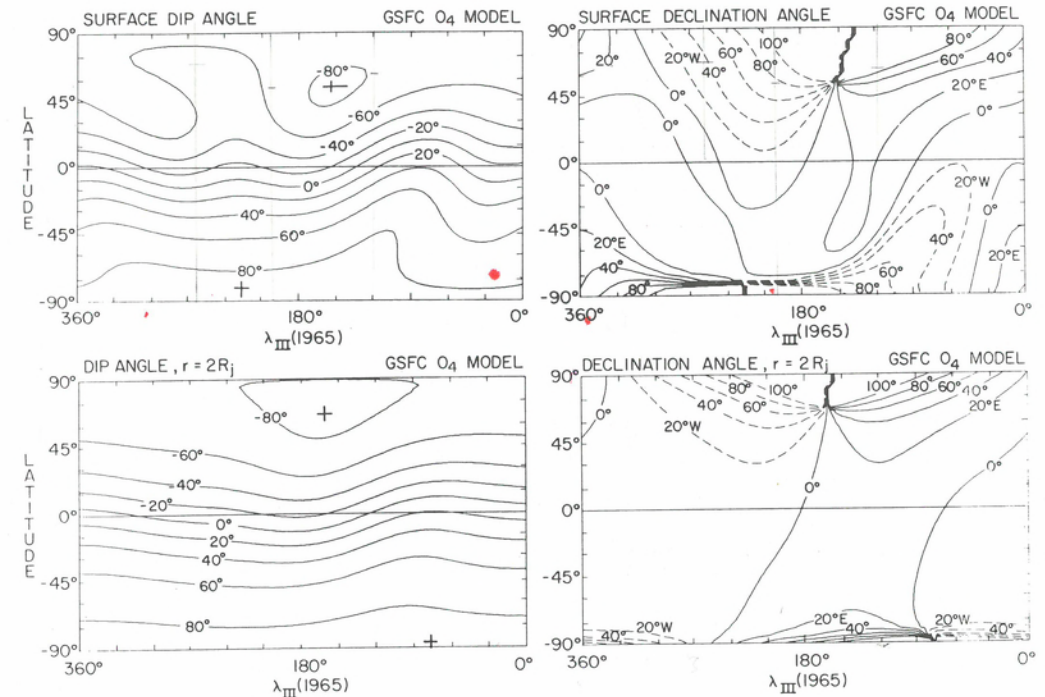 SURFACE DIP ANGLE GSFC O₄ MODEL
90°
45°
0°
-45°
-90°
LATITUDE
-80°
-60°
-40°
-20°
20°
0°
40°
60°
80°
360° 180° 0°
λIII(1965)
SURFACE DECLINATION ANGLE GSFC O₄ MODEL
90°
45°
0°
-45°
-90°
20°
20°W
40°
60°
80°
100°
80°
60°
40°
20°E
0°
0°
0°
0°
20°E
40°
80°
20°W
0°
40°
20°E
60°
80°
360° 180° 0°
λIII(1965)
DIP ANGLE, r = 2Rj GSFC O₄ MODEL
90°
45°
0°
-45°
-90°
LATITUDE
-80°
-60°
-40°
-20°
0°
20°
40°
60°
80°
360° 180° 0°
λIII(1965)
DECLINATION ANGLE, r = 2Rj GSFC O₄ MODEL
90°
45°
0°
-45°
-90°
0°
20°W
40°
60°
80°
100°
100°
80°
60°
40°
20°E
0°
0°
40°
20°W
20°E
40°
20°W
40°
360° 180° 0°
λIII(1965)